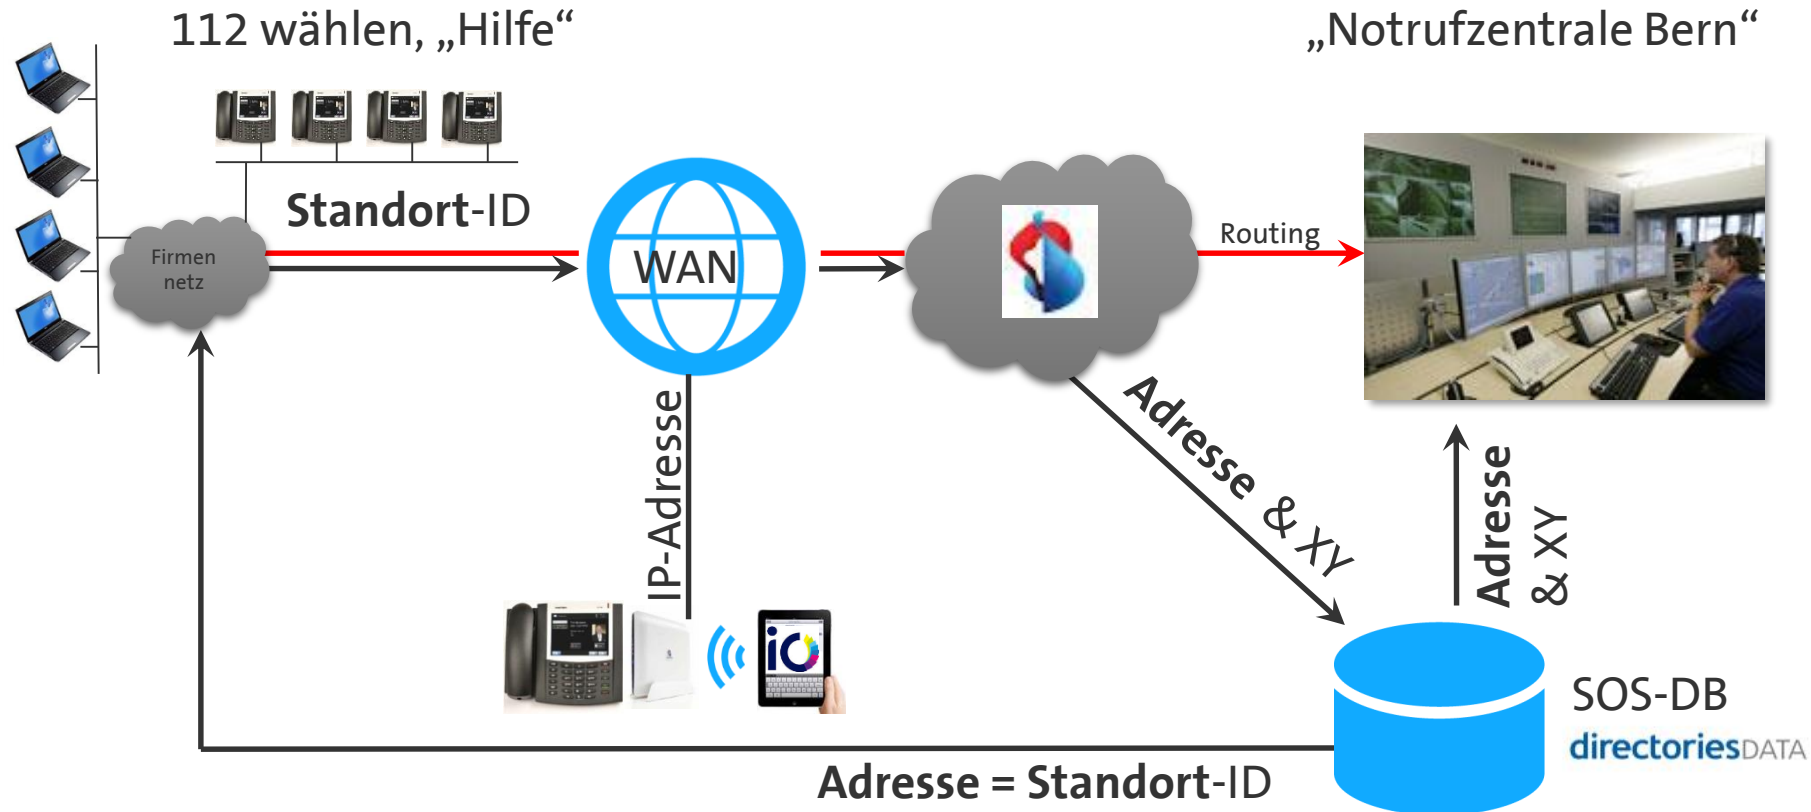 112 wählen, „Hilfe“
„Notrufzentrale Bern“
Standort-ID
Firmen
netz
WAN
Routing
IP-Adresse
Adresse & XY
Adresse
& XY
iO
SOS-DB
directoriesDATA
Adresse = Standort-ID